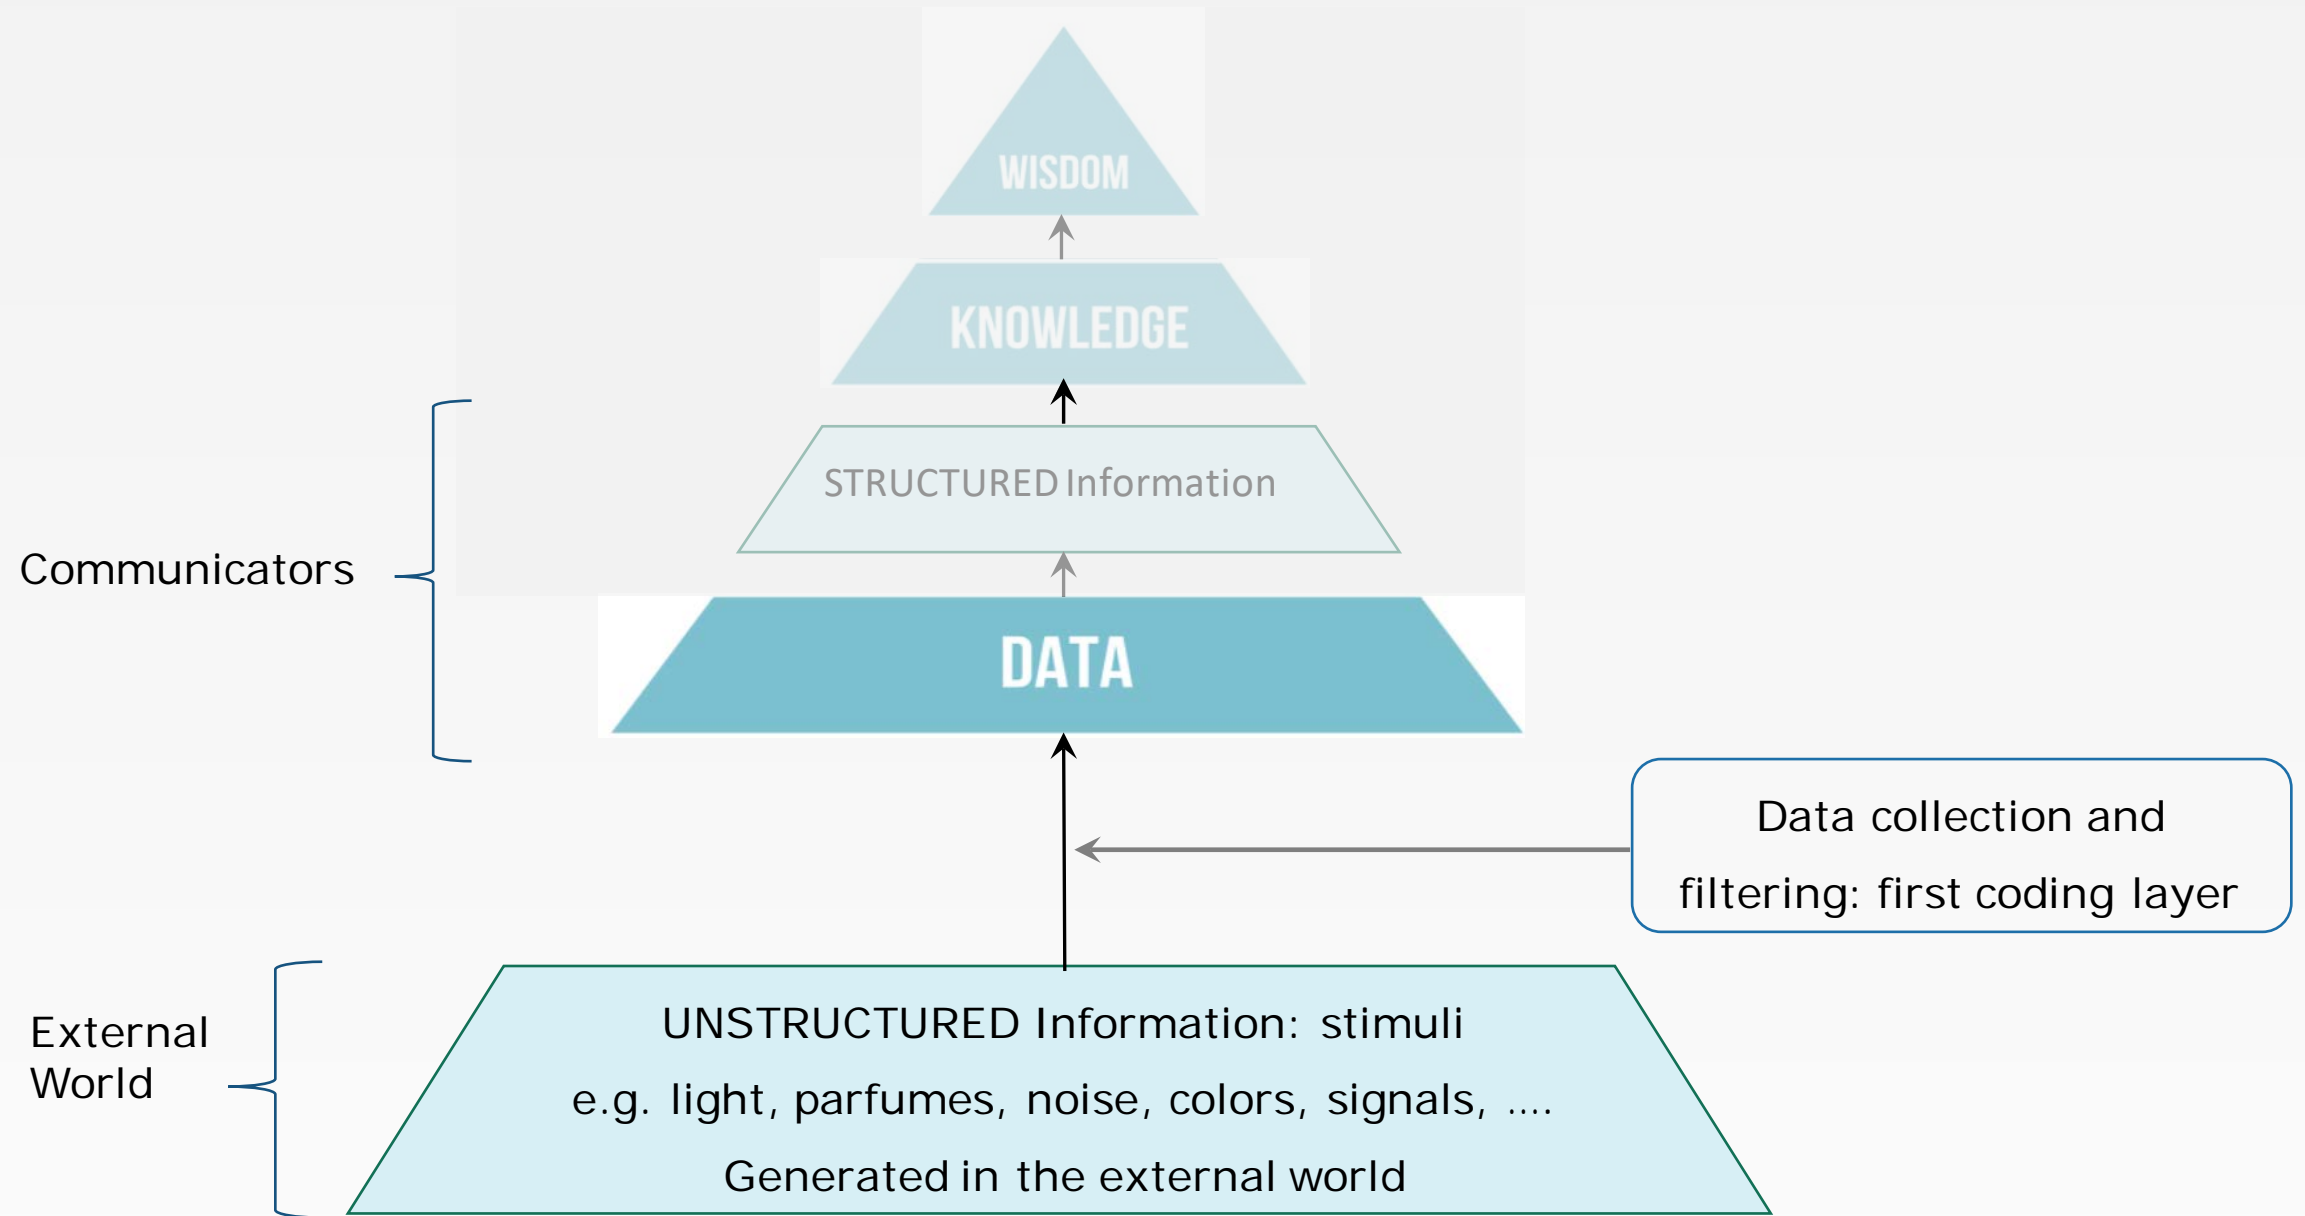 WISDOM
KNOWLEDGE
STRUCTURED Information
Communicators
DATA
Data collection and
filtering: first coding layer
External
World
UNSTRUCTURED Information: stimuli
e.g. light, parfumes, noise, colors, signals, ....
Generated in the external world